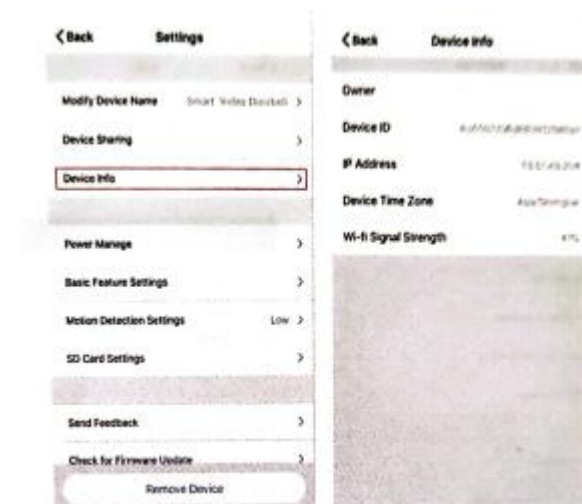 Back Settings
Modify Device Name Smart Video Doorbell
Device Sharing
Device Info
Power Manage
Basic Feature Settings
Motion Detection Settings Low
SD Card Settings
Send Feedback
Check for Firmware Update
Remove Device
Back Device Info
Owner
Device ID
IP Address
Device Time Zone
Wi-fi Signal Strength